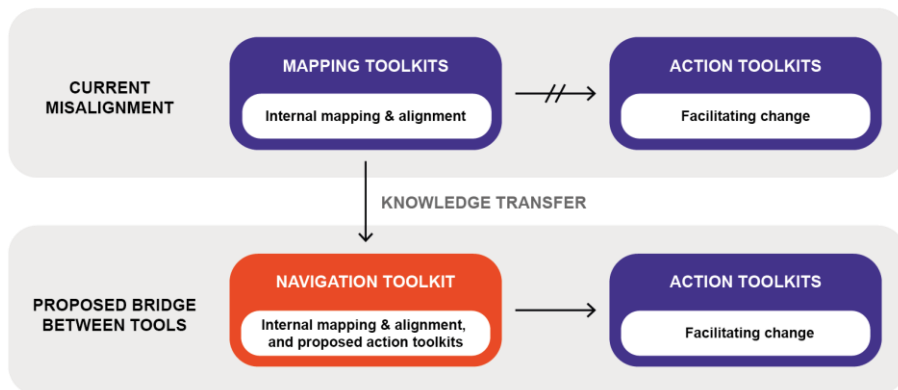 CURRENT
MISALIGNMENT
MAPPING TOOLKITS
Internal mapping & alignment
ACTION TOOLKITS
Facilitating change
KNOWLEDGE TRANSFER
PROPOSED BRIDGE
BETWEEN TOOLS
NAVIGATION TOOLKIT
Internal mapping & alignment,
and proposed action toolkits
ACTION TOOLKITS
Facilitating change